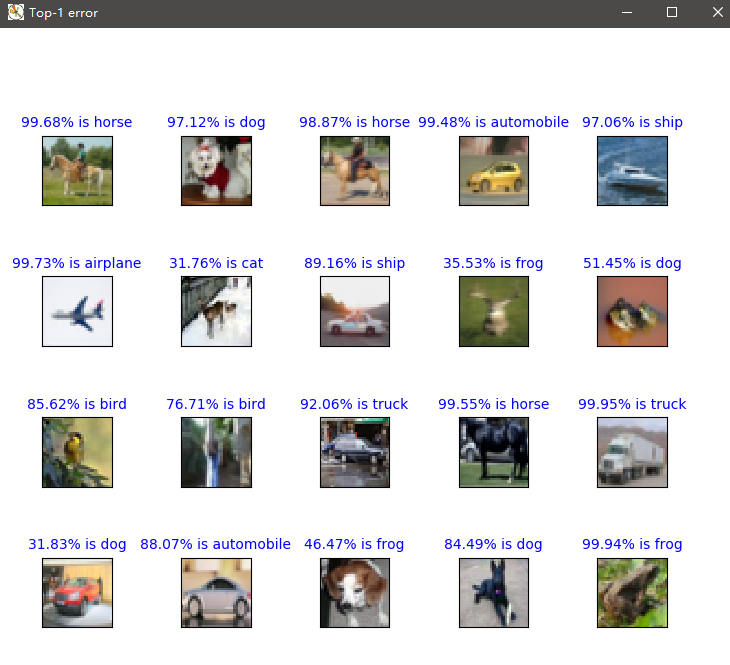 Top-1 error
99.68% is horse
97.12% is dog
98.87% is horse
99.48% is automobile
97.06% is ship
99.73% is airplane
31.76% is cat
89.16% is ship
35.53% is frog
51.45% is dog
85.62% is bird
76.71% is bird
92.06% is truck
99.55% is horse
99.95% is truck
31.83% is dog
88.07% is automobile
46.47% is frog
84.49% is dog
99.94% is frog